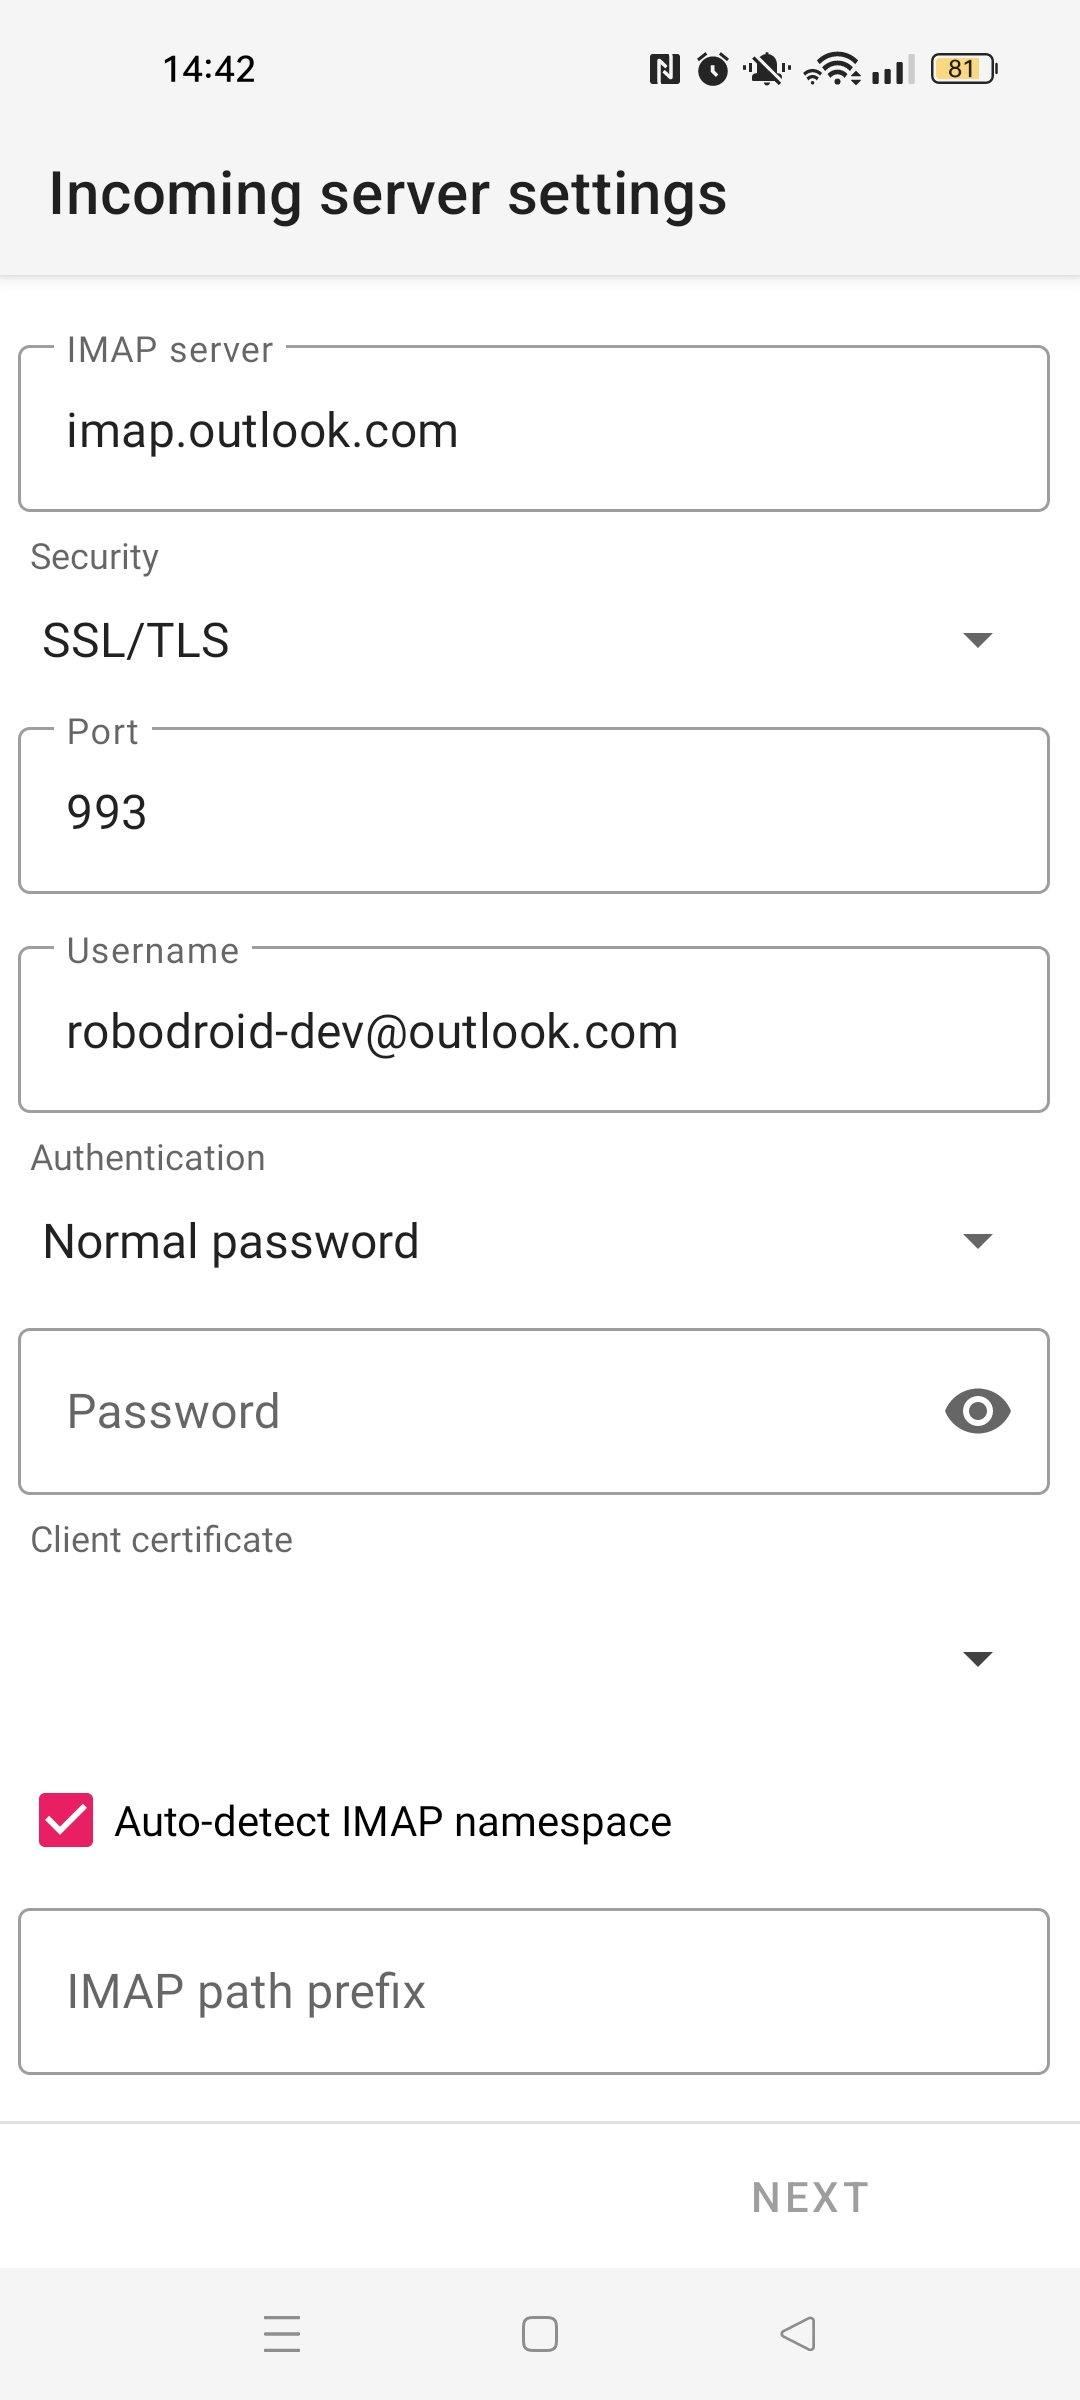 14:42
81
Incoming server settings
IMAP server
imap.outlook.com
Security
SSL/TLS
Port
993
Username
robodroid-dev@outlook.com
Authentication
Normal password
Password
Client certificate
Auto-detect IMAP namespace
IMAP path prefix
NEXT